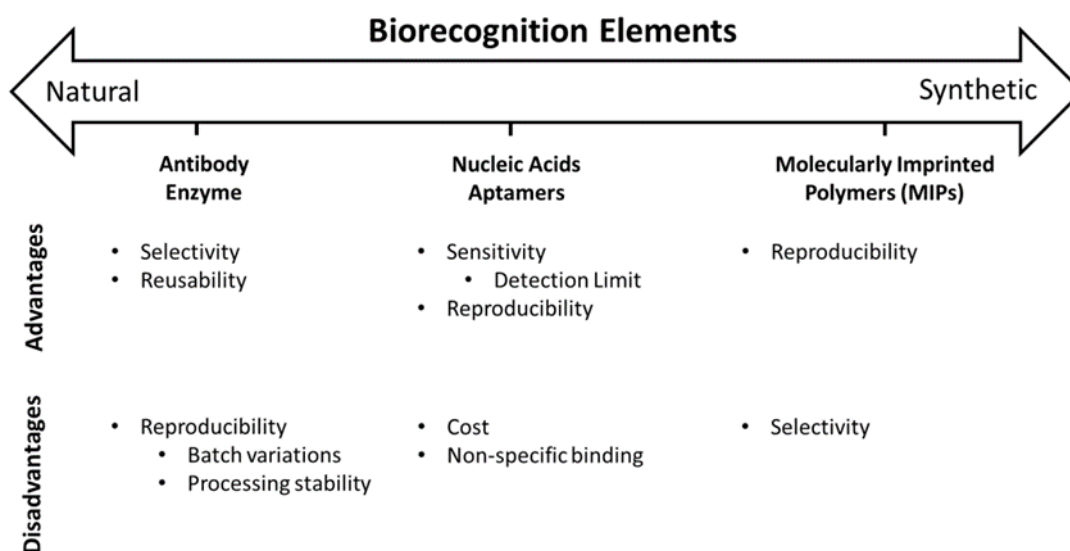 Biorecognition Elements
Natural
Synthetic
Antibody
Enzyme
Nucleic Acids
Aptamers
Molecularly Imprinted
Polymers (MIPs)
Advantages
• Selectivity
• Reusability
• Sensitivity
• Detection Limit
• Reproducibility
• Reproducibility
Disadvantages
• Reproducibility
• Batch variations
• Processing stability
• Cost
• Non-specific binding
• Selectivity